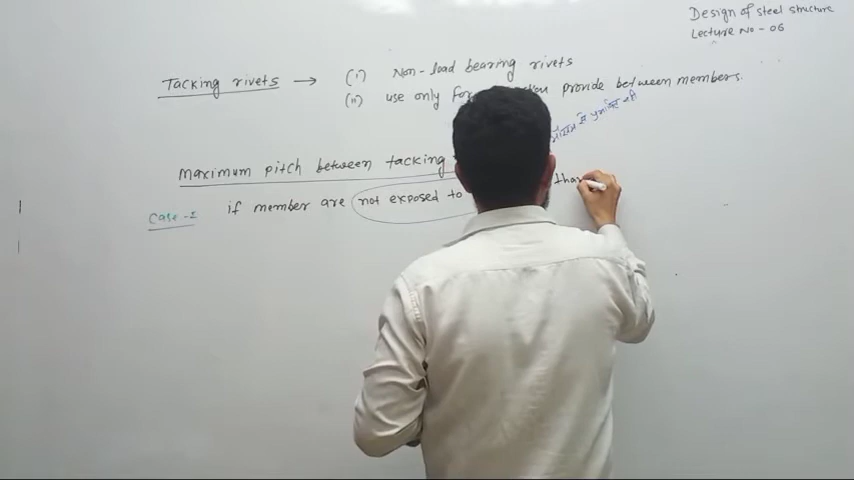 Design of steel structure
Lecture No - 06
Tacking rivets → (i) Non-load bearing rivets
(ii) use only for provide between members.
Maximum pitch between tacking
Case-I if member are not exposed to than